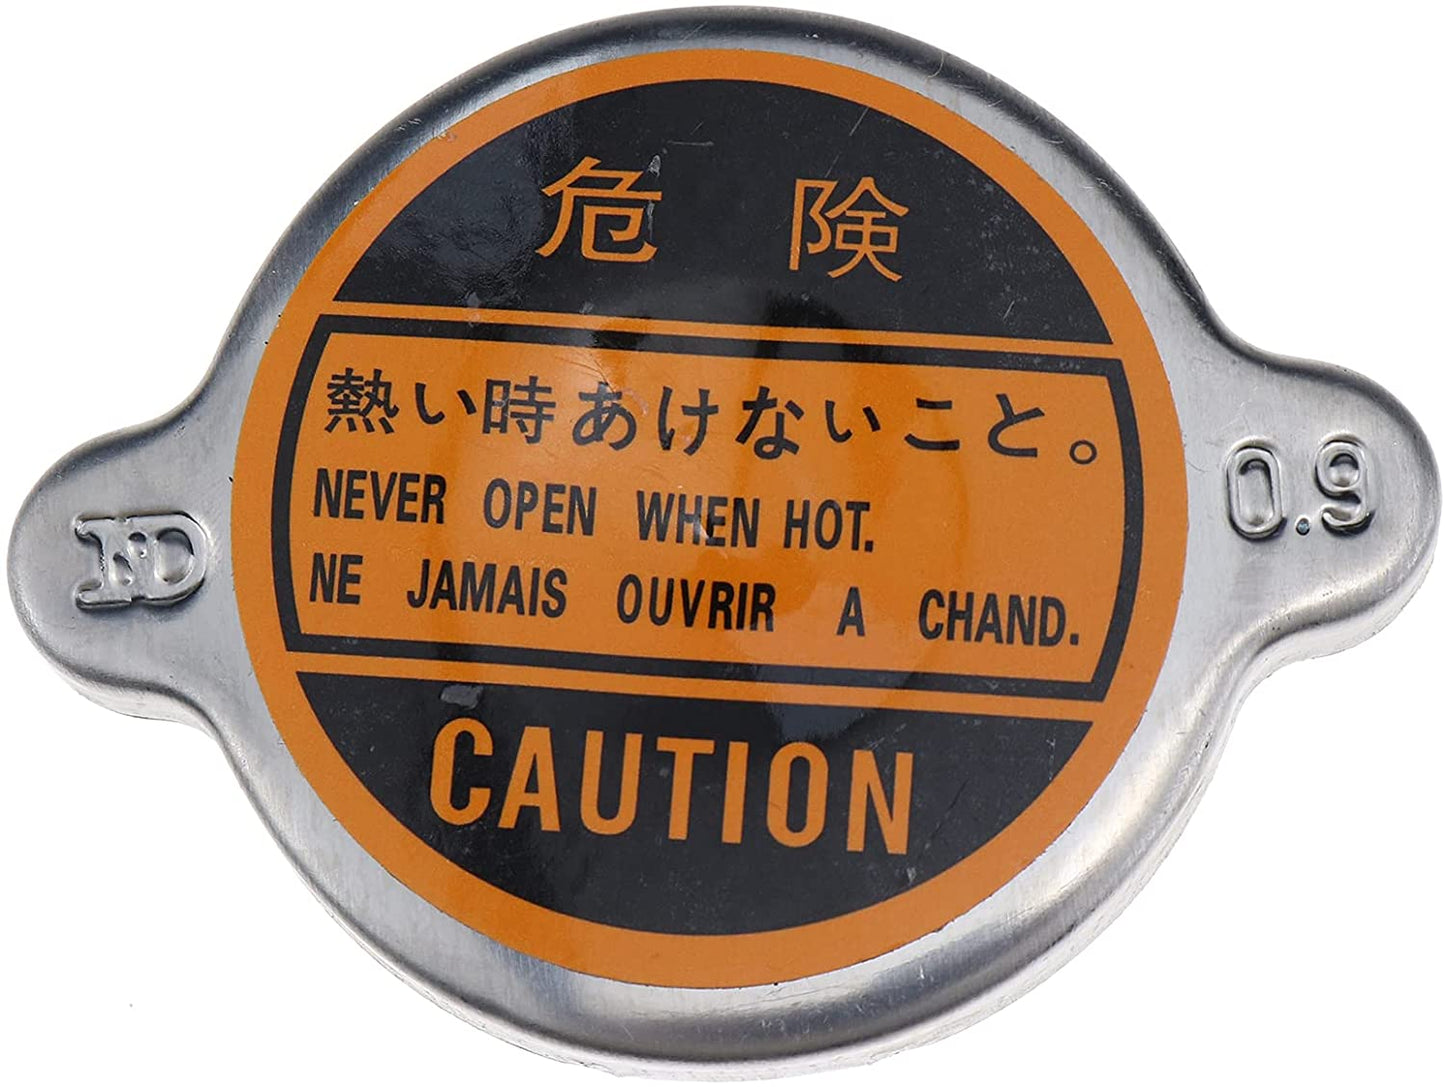 危険
熱い時あけないこと。
NEVER OPEN WHEN HOT.
NE JAMAIS OUVRIR A CHAND.
CAUTION
ND
0.9